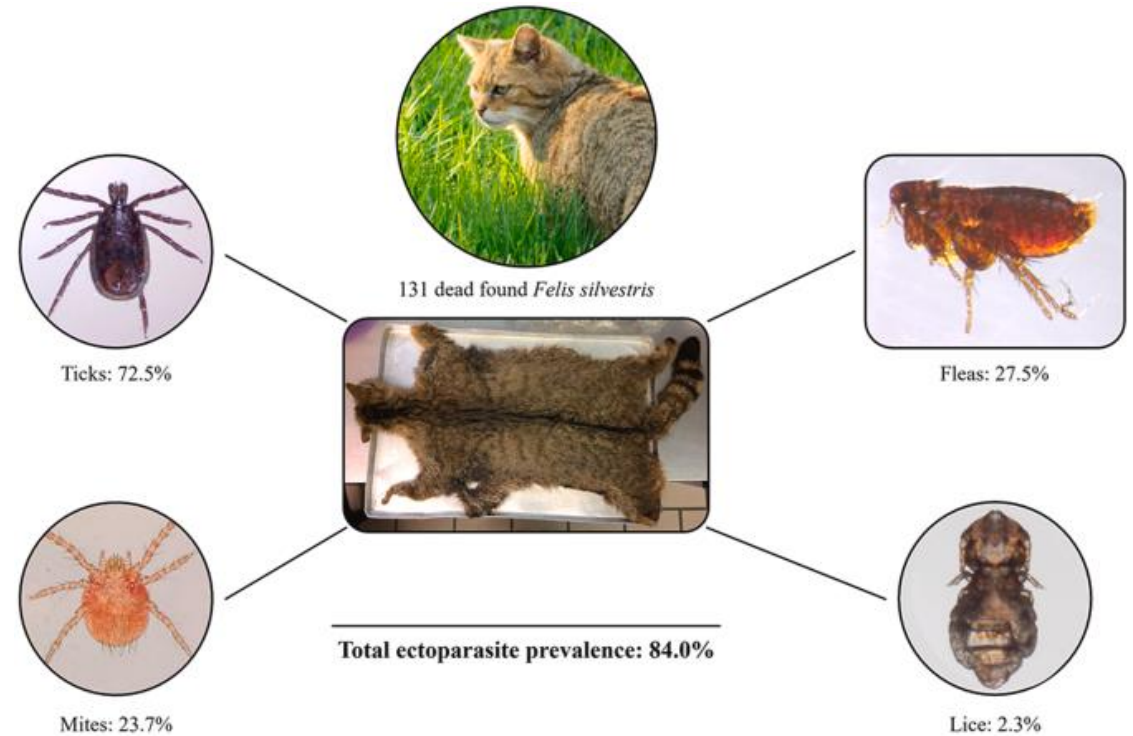 131 dead found Felis silvestris
Ticks: 72.5%
Fleas: 27.5%
Total ectoparasite prevalence: 84.0%
Mites: 23.7%
Lice: 2.3%